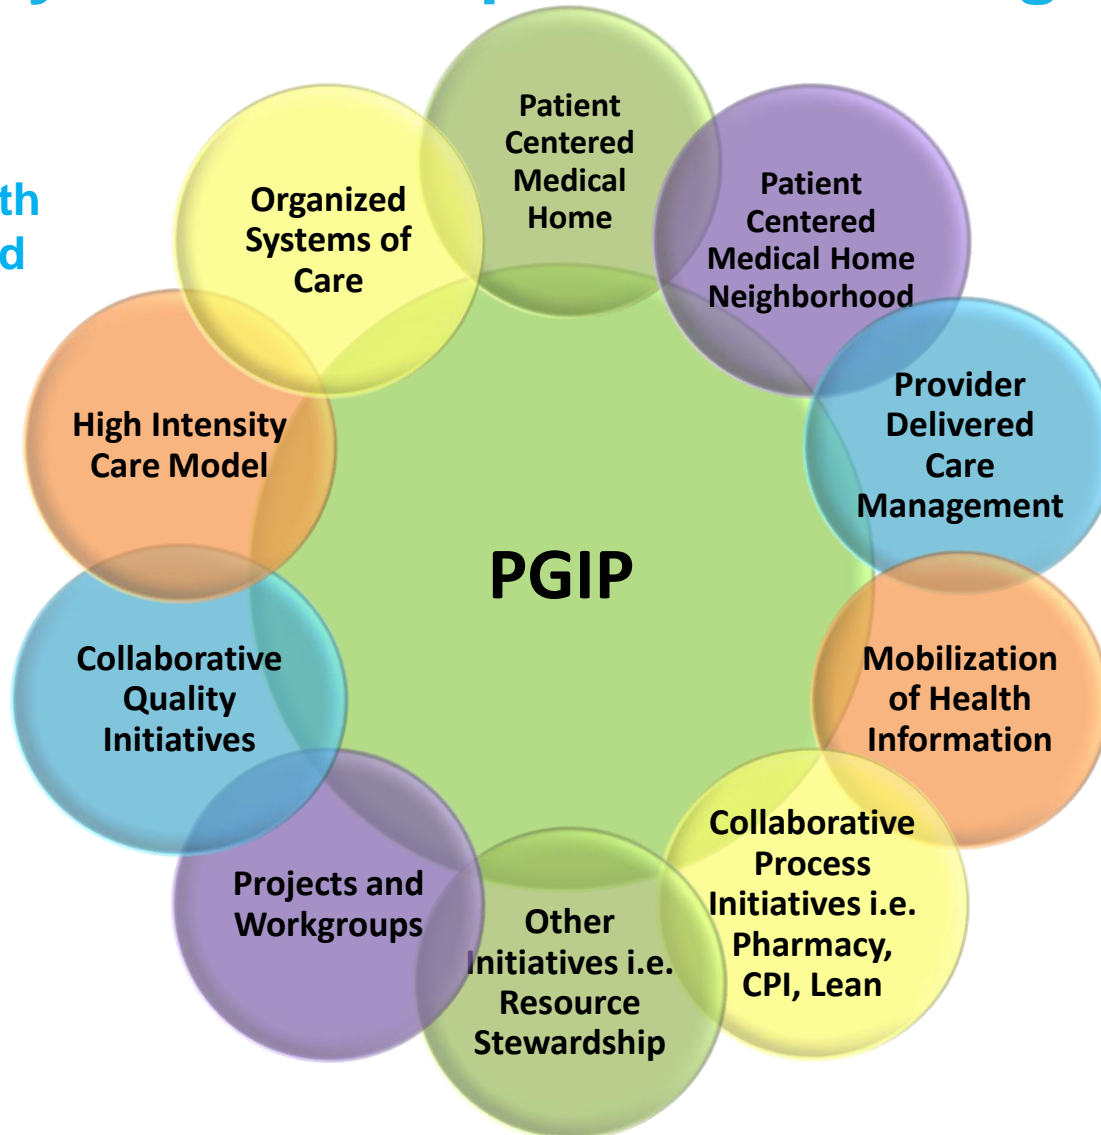 Patient
Centered
Medical
Home
Patient
Centered
Medical Home
Neighborhood
Provider
Delivered
Care
Management
Mobilization
of Health
Information
Collaborative
Process
Initiatives i.e.
Pharmacy,
CPI, Lean
Other
Initiatives i.e.
Resource
Stewardship
Projects and
Workgroups
Collaborative
Quality
Initiatives
High Intensity
Care Model
Organized
Systems of
Care
PGIP